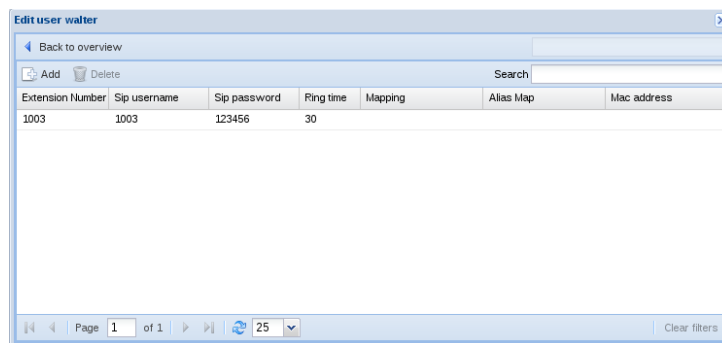 Edit user walter
Back to overview
Add Delete Search
Extension Number Sip username Sip password Ring time Mapping Alias Map Mac address
1003 1003 123456 30
Page 1 of 1 25 Clear filters